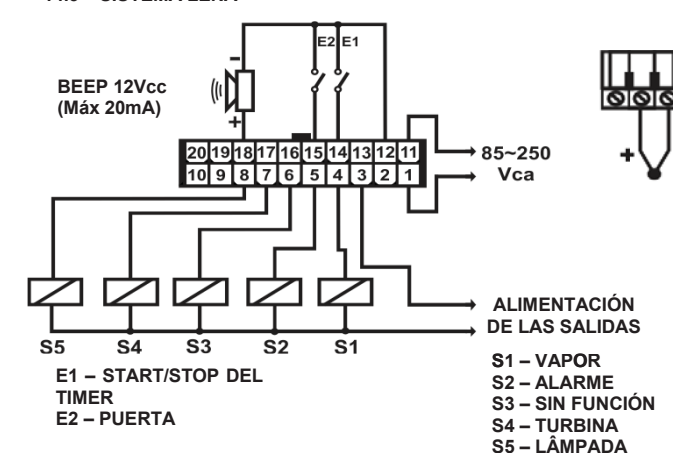 E2 E1
-
BEEP 12Vcc
(Máx 20mA)
+
20 19 18 17 16 15 14 13 12 11
10 9 8 7 6 5 4 3 2 1
85~250
Vca
+
ALIMENTACIÓN
DE LAS SALIDAS
S5 S4 S3 S2 S1
E1 – START/STOP DEL
TIMER
E2 – PUERTA
S1 – VAPOR
S2 – ALARME
S3 – SIN FUNCIÓN
S4 – TURBINA
S5 – LÂMPADA